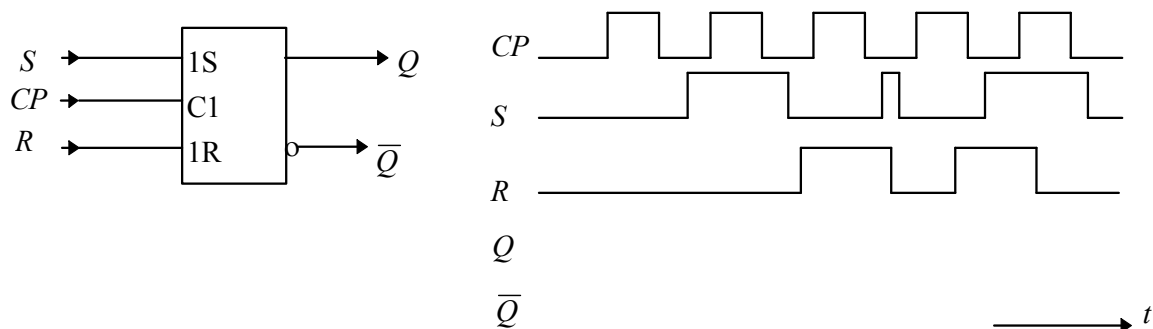 S 1S Q
CP C1
R 1R Q̅
CP
S
R
Q
Q̅ t